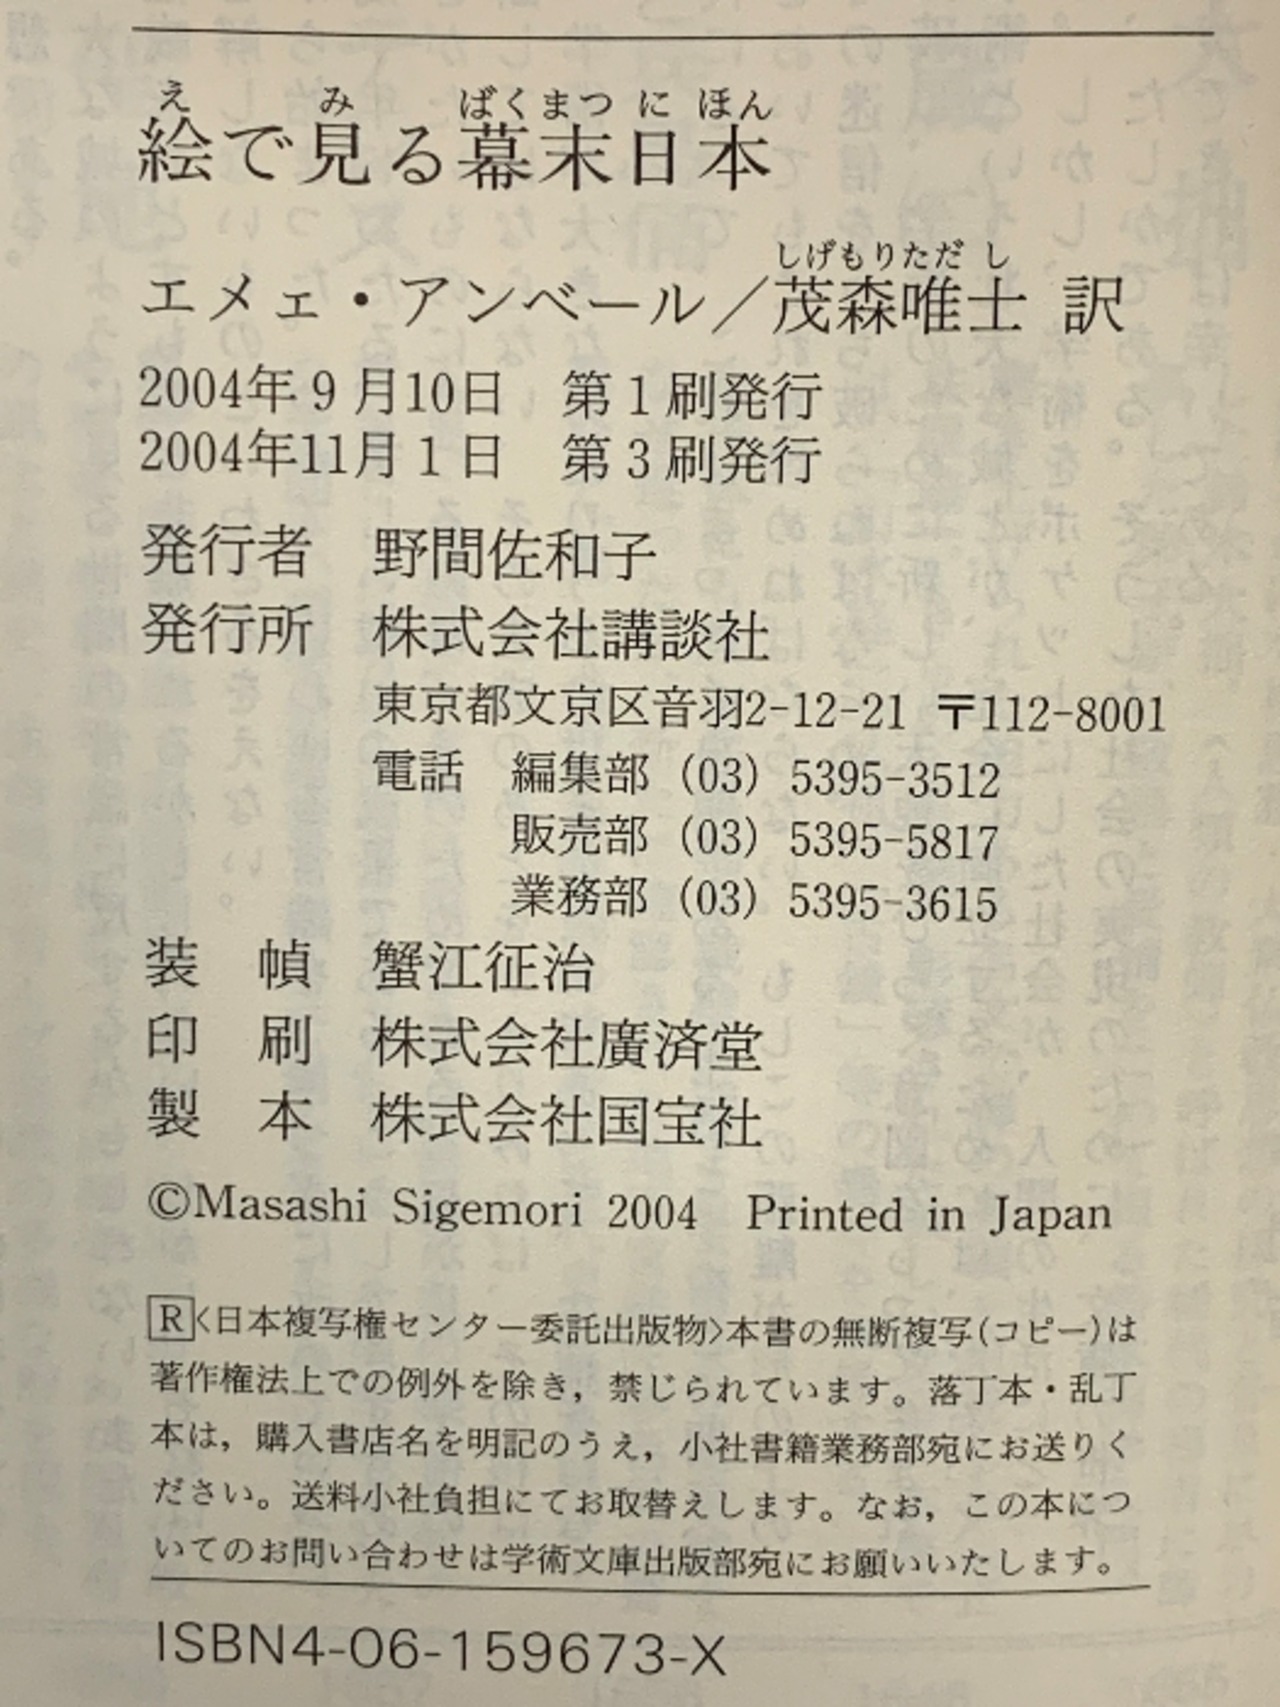 えみばくまつにほん
絵で見る幕末日本
しげもりただし
エメェ・アンベール／茂森唯士 訳
2004年9月10日 第1刷発行
2004年11月1日 第3刷発行
発行者 野間佐和子
発行所 株式会社講談社
東京都文京区音羽2-12-21 〒112-8001
電話 編集部 (03) 5395-3512
販売部 (03) 5395-5817
業務部 (03) 5395-3615
装 幀 蟹江征治
印 刷 株式会社廣済堂
製 本 株式会社国宝社
©Masashi Sigemori 2004 Printed in Japan
R<日本複写権センター委託出版物>本書の無断複写(コピー)は
著作権法上での例外を除き，禁じられています。落丁本・乱丁
本は，購入書店名を明記のうえ，小社書籍業務部宛にお送りく
ださい。送料小社負担にてお取替えします。なお，この本につ
いてのお問い合わせは学術文庫出版部宛にお願いいたします。
ISBN4-06-159673-X